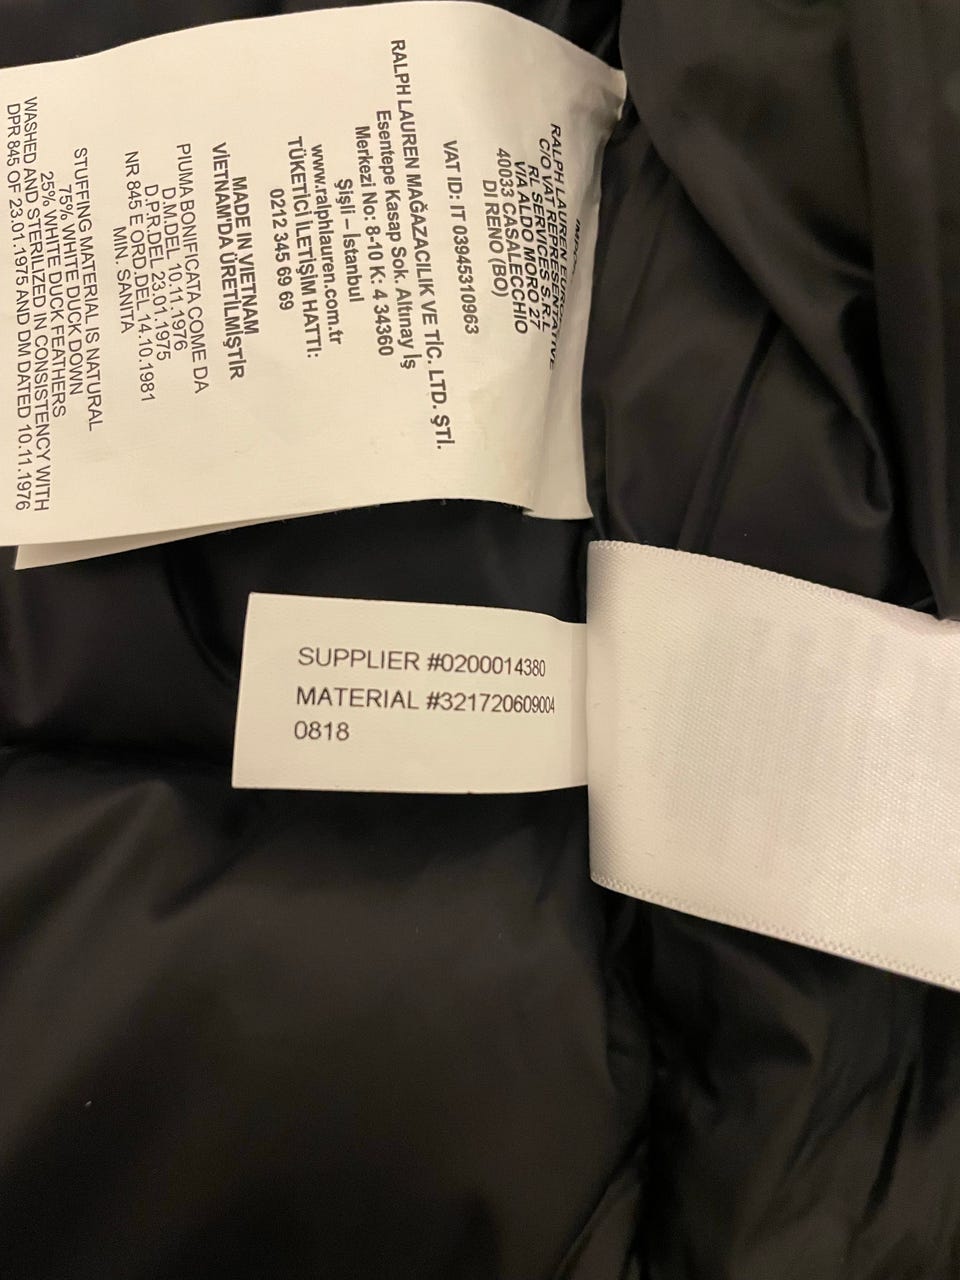 RALPH LAUREN
C/O VAT REPRESENTATIVE
RL SERVICES S.R.L
VIA ALDO MORO 27
40033 CASALECCHIO
DI RENO (BO)
VAT ID: IT 03945310963
RALPH LAUREN MAĞAZACILIK VE TİC. LTD. ŞTİ.
Esentepe Kasap Sok. Altınay İş
Merkezi No: 8-10 K: 4 34360
Şişli – İstanbul
www.ralphlauren.com.tr
TÜKETİCİ İLETİŞİM HATTI:
0212 345 69 69
MADE IN VIETNAM
VİETNAM'DA ÜRETİLMİŞTİR
PIUMA BONIFICATA COME DA
D.M.DEL 10.11.1976
D.P.R.DEL 23.01.1975
NR 845 E ORD.DEL 14.10.1981
MIN. SANITA
STUFFING MATERIAL IS NATURAL
75% WHITE DUCK DOWN
25% WHITE DUCK FEATHERS
WASHED AND STERILIZED IN CONSISTENCY WITH
DPR 845 OF 23.01.1975 AND DM DATED 10.11.1976
SUPPLIER #0200014380
MATERIAL #321720609004
0818